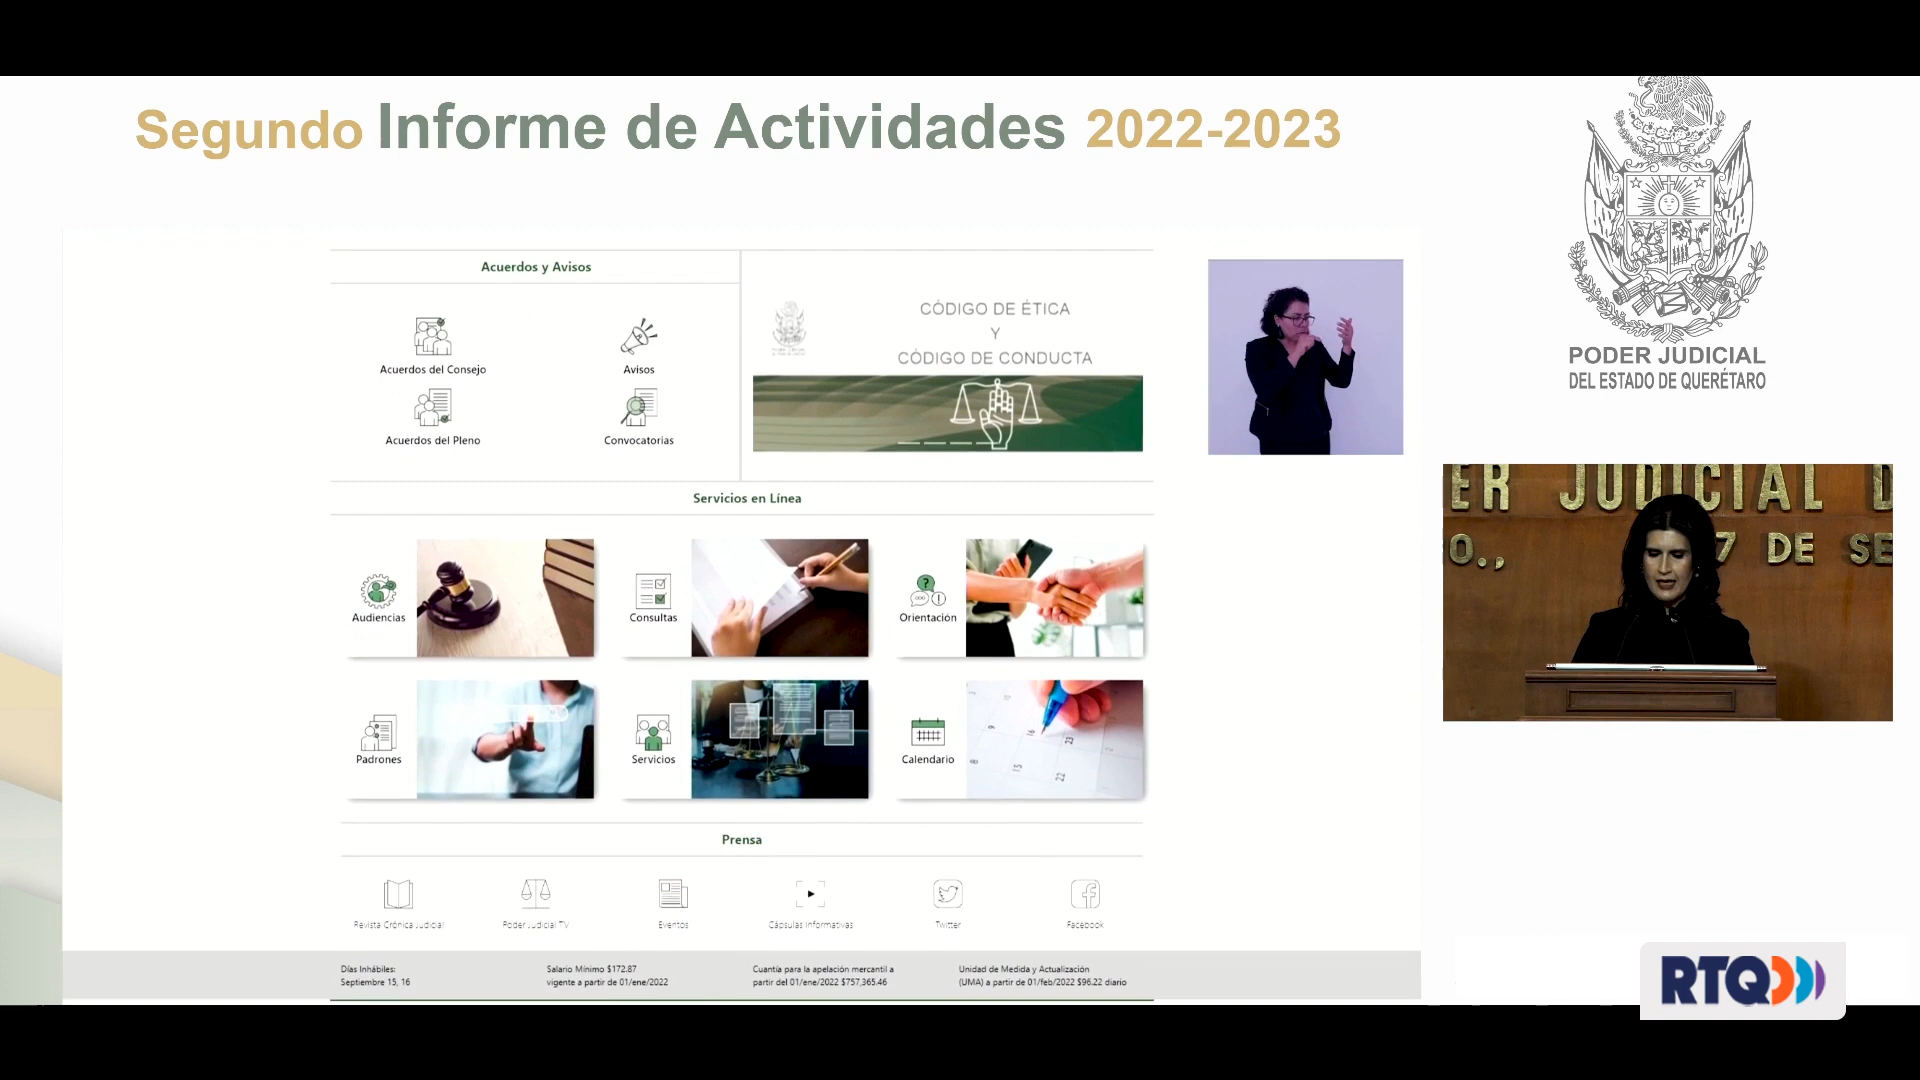 Segundo Informe de Actividades 2022-2023
Acuerdos y Avisos
Acuerdos del Consejo
Avisos
Acuerdos del Pleno
Convocatorias
CÓDIGO DE ÉTICA
Y
CÓDIGO DE CONDUCTA
Servicios en Línea
Audiencias
Consultas
Orientación
Padrones
Servicios
Calendario
Prensa
Revista Crónica Judicial
Poder Judicial TV
Eventos
Cápsulas Informativas
Twitter
Facebook
Días Inhábiles:
Septiembre 15, 16
Salario Mínimo $172.87
vigente a partir de 01/ene/2022
Cuantía para la apelación mercantil a
partir del 01/ene/2022 $757,365.46
Unidad de Medida y Actualización
(UMA) a partir de 01/feb/2022 $96.22 diario
PODER JUDICIAL
DEL ESTADO DE QUERÉTARO
ER JUDICIAL D
O., 7 DE SE
RTQ